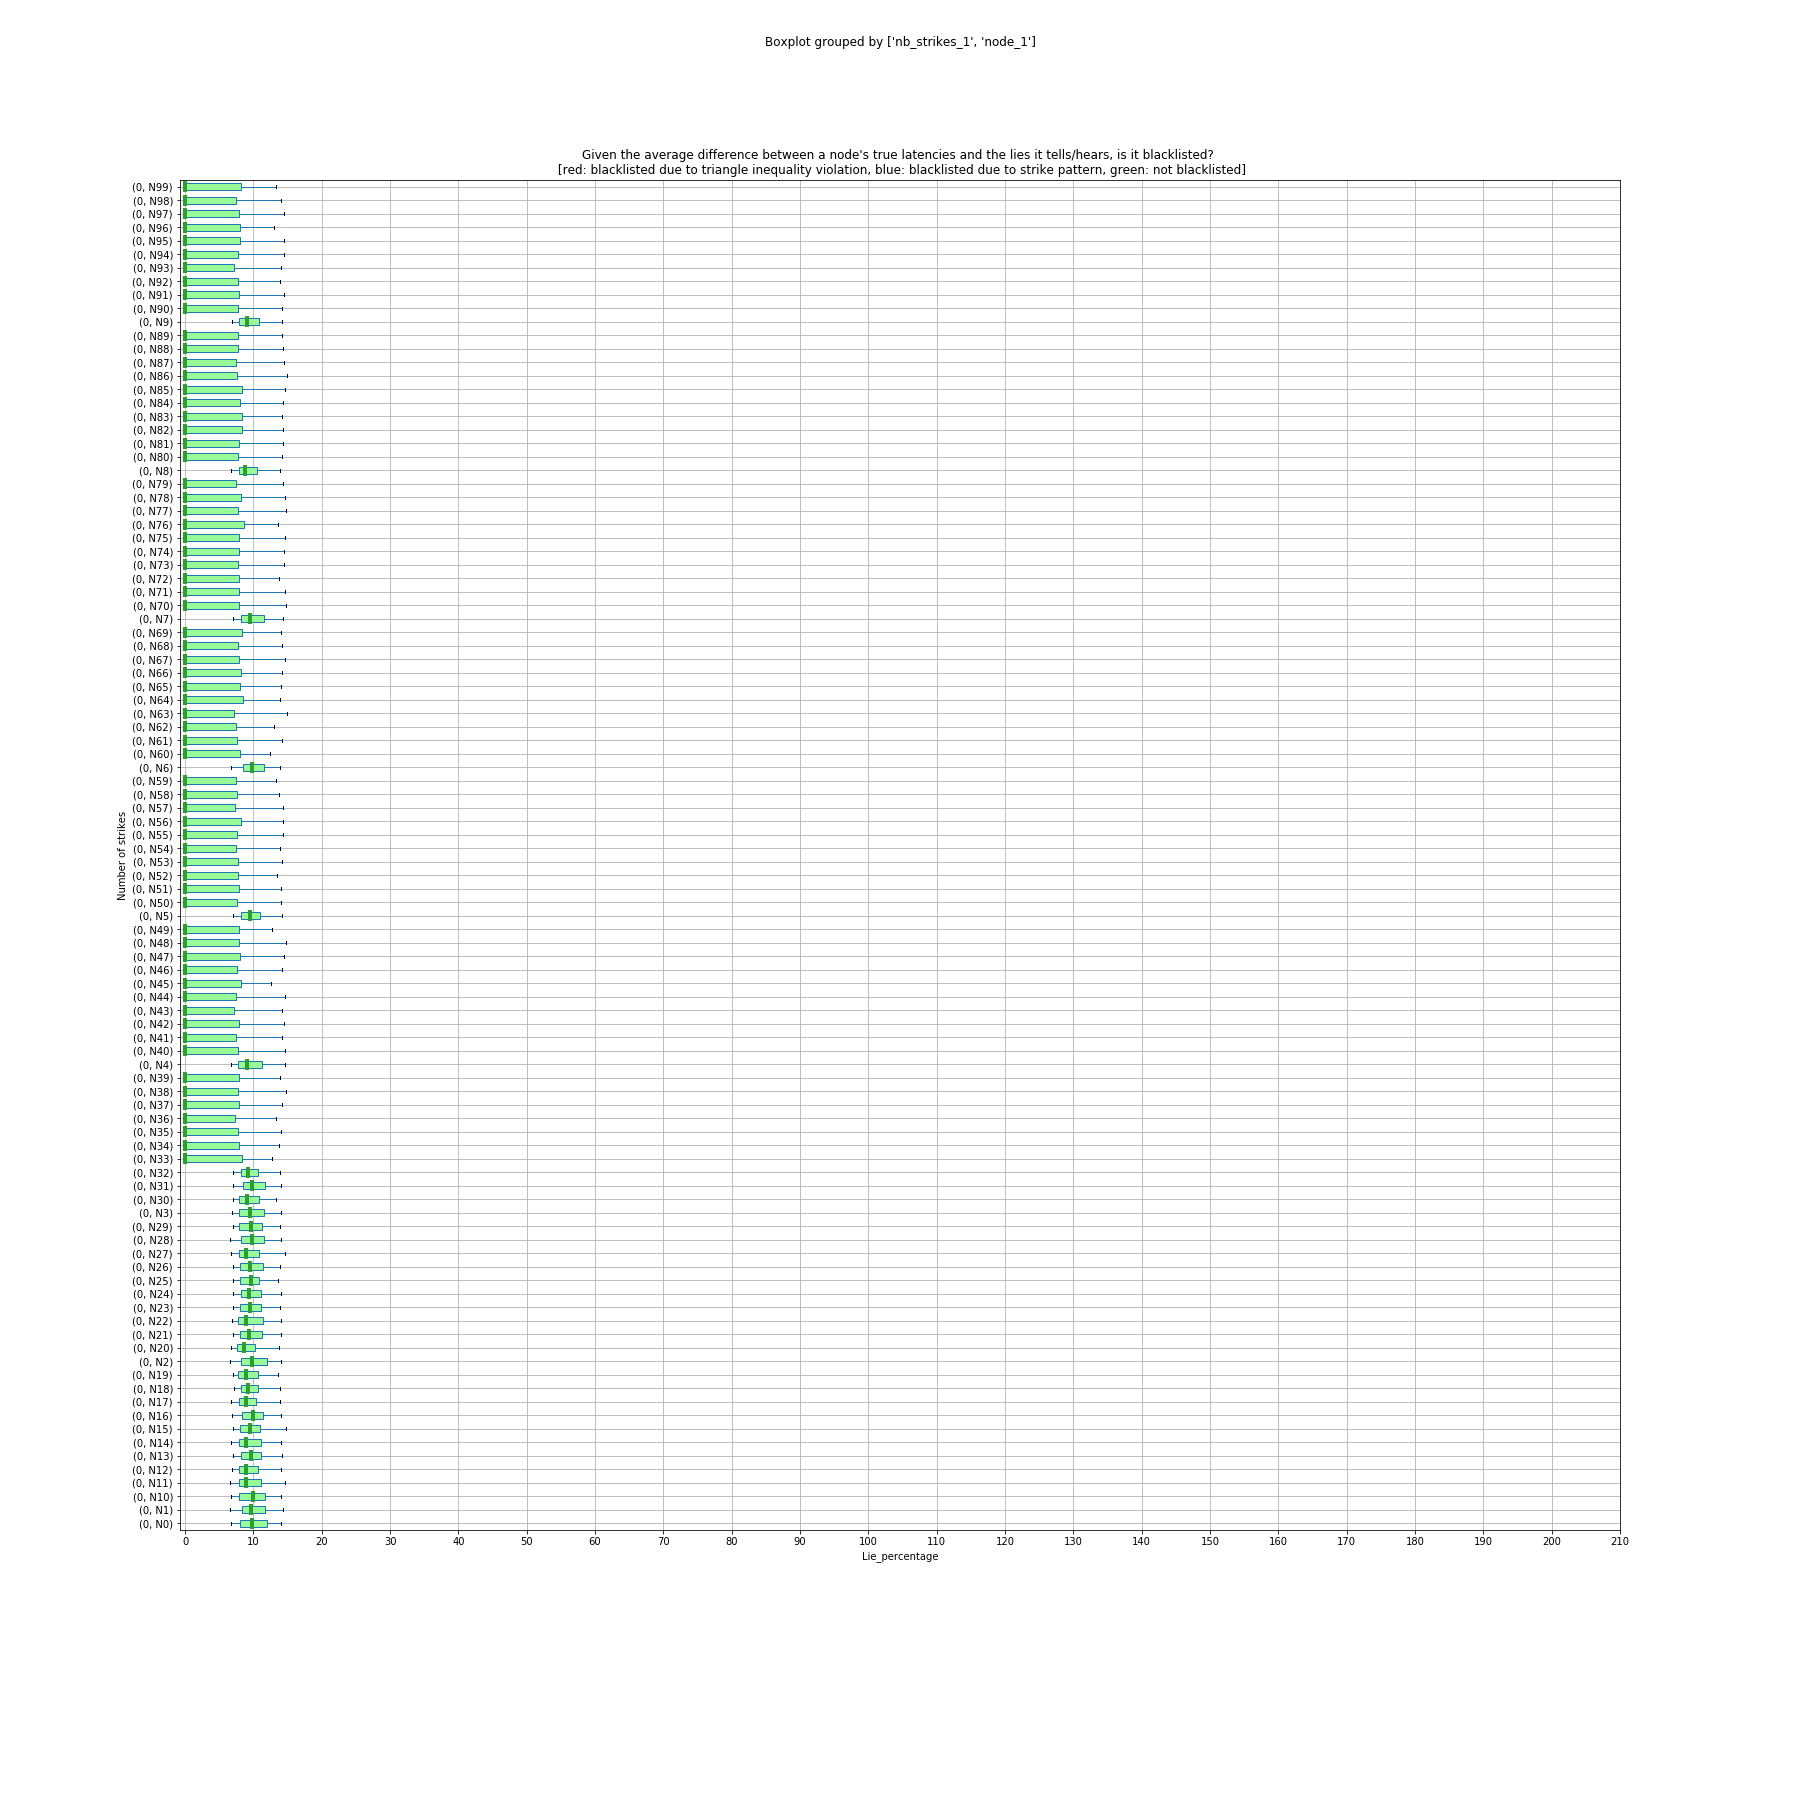 Boxplot grouped by ['nb_strikes_1', 'node_1']
Given the average difference between a node's true latencies and the lies it tells/hears, is it blacklisted?
[red: blacklisted due to triangle inequality violation, blue: blacklisted due to strike pattern, green: not blacklisted]
Number of strikes
(0, N99)
(0, N98)
(0, N97)
(0, N96)
(0, N95)
(0, N94)
(0, N93)
(0, N92)
(0, N91)
(0, N90)
(0, N9)
(0, N89)
(0, N88)
(0, N87)
(0, N86)
(0, N85)
(0, N84)
(0, N83)
(0, N82)
(0, N81)
(0, N80)
(0, N8)
(0, N79)
(0, N78)
(0, N77)
(0, N76)
(0, N75)
(0, N74)
(0, N73)
(0, N72)
(0, N71)
(0, N70)
(0, N7)
(0, N69)
(0, N68)
(0, N67)
(0, N66)
(0, N65)
(0, N64)
(0, N63)
(0, N62)
(0, N61)
(0, N60)
(0, N6)
(0, N59)
(0, N58)
(0, N57)
(0, N56)
(0, N55)
(0, N54)
(0, N53)
(0, N52)
(0, N51)
(0, N50)
(0, N5)
(0, N49)
(0, N48)
(0, N47)
(0, N46)
(0, N45)
(0, N44)
(0, N43)
(0, N42)
(0, N41)
(0, N40)
(0, N4)
(0, N39)
(0, N38)
(0, N37)
(0, N36)
(0, N35)
(0, N34)
(0, N33)
(0, N32)
(0, N31)
(0, N30)
(0, N3)
(0, N29)
(0, N28)
(0, N27)
(0, N26)
(0, N25)
(0, N24)
(0, N23)
(0, N22)
(0, N21)
(0, N20)
(0, N2)
(0, N19)
(0, N18)
(0, N17)
(0, N16)
(0, N15)
(0, N14)
(0, N13)
(0, N12)
(0, N11)
(0, N10)
(0, N1)
(0, N0)
0 10 20 30 40 50 60 70 80 90 100 110 120 130 140 150 160 170 180 190 200 210
Lie_percentage